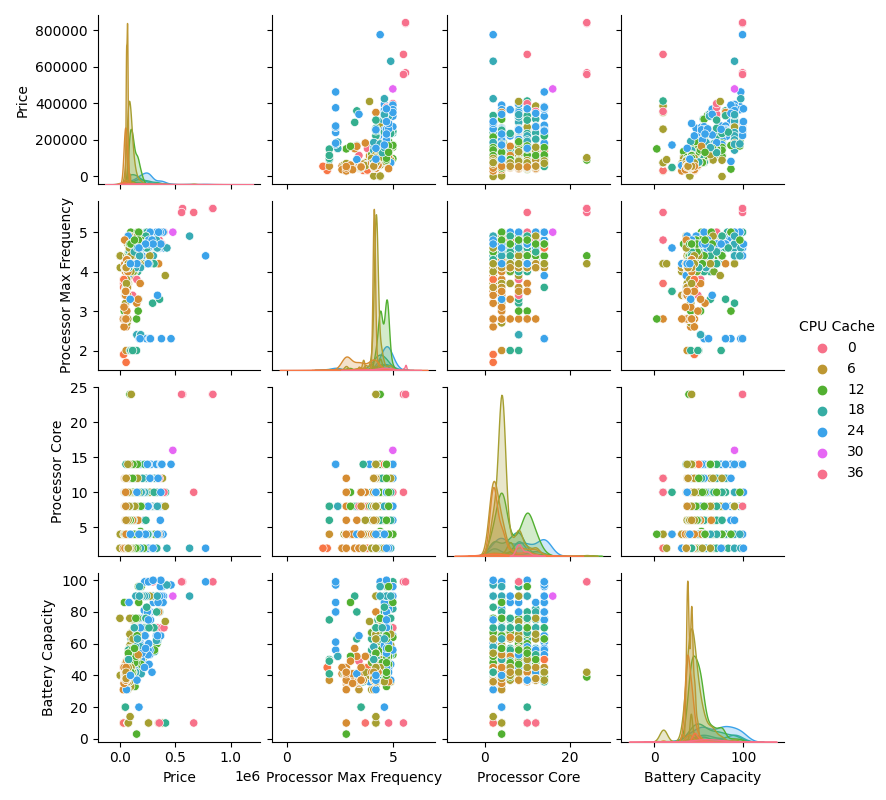 800000
600000
400000
200000
0
Price
5
4
3
2
Processor Max Frequency
CPU Cache
0
6
12
18
24
30
36
25
20
15
10
5
Processor Core
100
80
60
40
20
0
Battery Capacity
0.0 0.5 1.0
1e6
Price
0 5
Processor Max Frequency
0 20
Processor Core
0 100
Battery Capacity